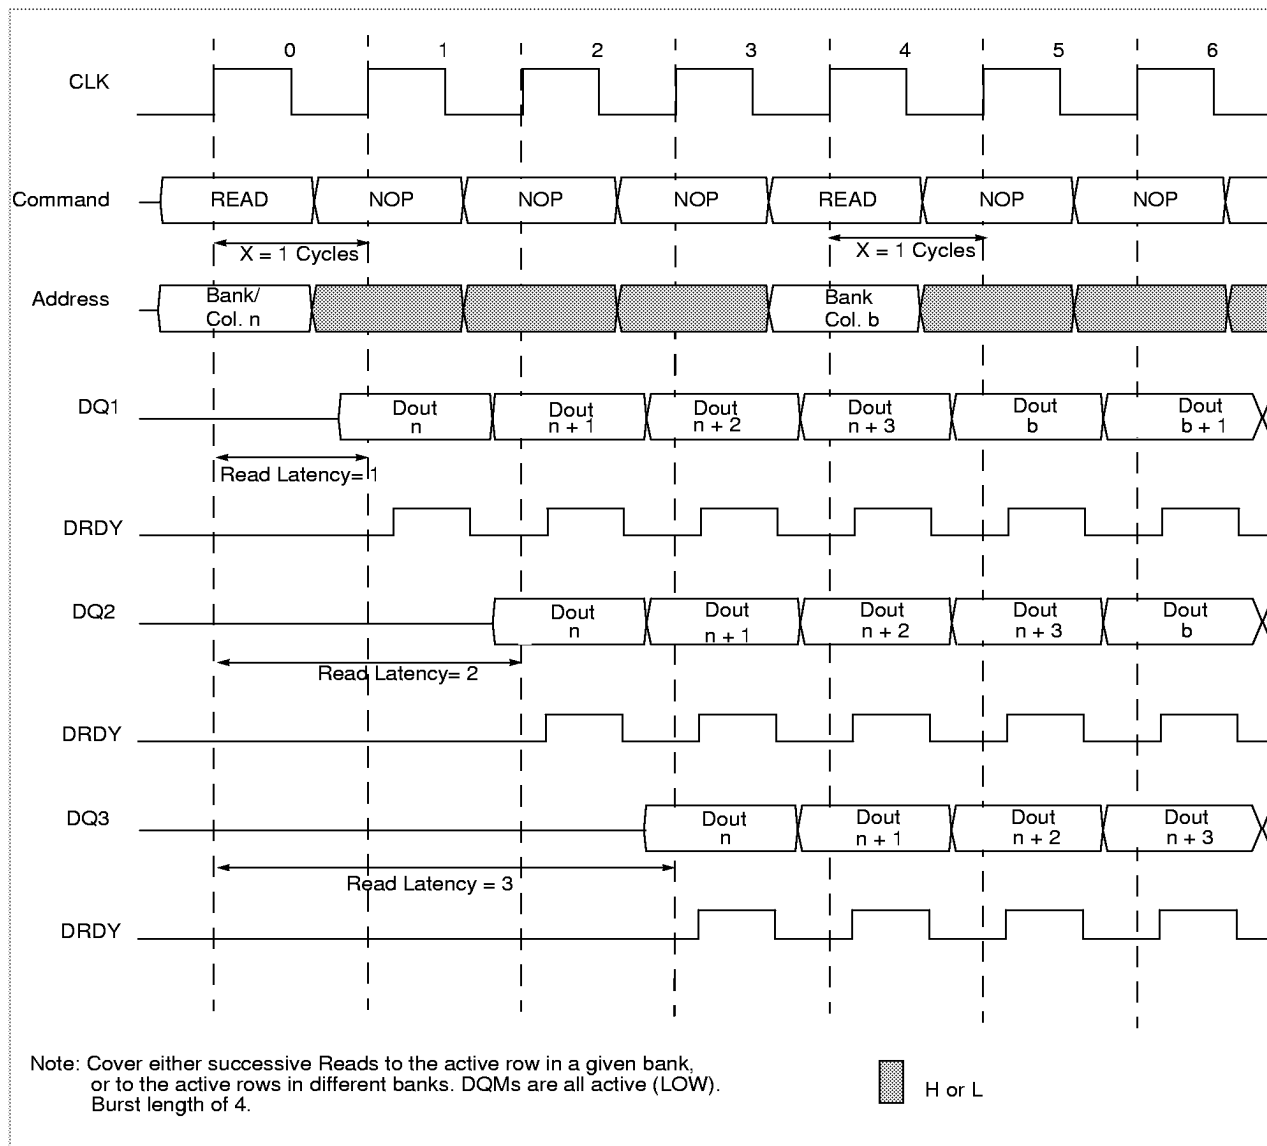 0 1 2 3 4 5 6
CLK
Command READ NOP NOP NOP READ NOP NOP
X = 1 Cycles X = 1 Cycles
Address Bank/ Bank
Col. n Col. b
DQ1 Dout Dout Dout Dout Dout Dout
n n + 1 n + 2 n + 3 b b + 1
Read Latency= 1
DRDY
DQ2 Dout Dout Dout Dout Dout
n n + 1 n + 2 n + 3 b
Read Latency= 2
DRDY
DQ3 Dout Dout Dout Dout
n n + 1 n + 2 n + 3
Read Latency = 3
DRDY
Note: Cover either successive Reads to the active row in a given bank,
or to the active rows in different banks. DQMs are all active (LOW).
Burst length of 4.
H or L